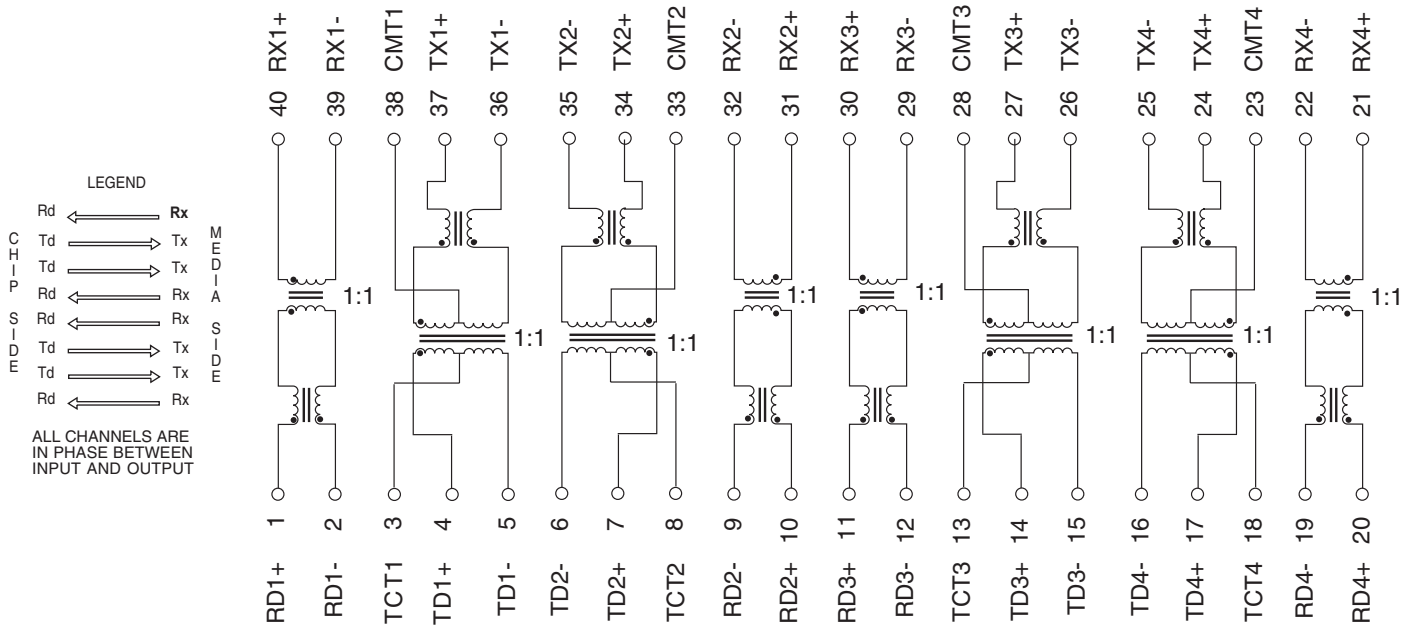 RX1+ RX1- CMT1 TX1+ TX1- TX2- TX2+ CMT2 RX2- RX2+ RX3+ RX3- CMT3 TX3+ TX3- TX4- TX4+ CMT4 RX4- RX4+
40 39 38 37 36 35 34 33 32 31 30 29 28 27 26 25 24 23 22 21
LEGEND
Rd Rx
Td Tx
Td Tx
Rd Rx
Rd Rx
Td Tx
Td Tx
Rd Rx
CHIP SIDE
MEDIA SIDE
ALL CHANNELS ARE
IN PHASE BETWEEN
INPUT AND OUTPUT
1:1 1:1 1:1 1:1 1:1 1:1 1:1 1:1
1 2 3 4 5 6 7 8 9 10 11 12 13 14 15 16 17 18 19 20
RD1+ RD1- TCT1 TD1+ TD1- TD2- TD2+ TCT2 RD2- RD2+ RD3+ RD3- TCT3 TD3+ TD3- TD4- TD4+ TCT4 RD4- RD4+